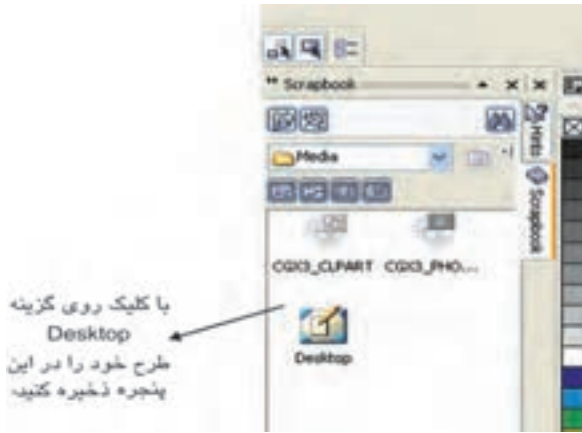 Scrapbook
Hints
Scrapbook
Media
CGX3_CLPART CGX3_PHO...
Desktop
با کلیک روی گزینه
Desktop
طرح خود را در این
پنجره ذخیره کنید.